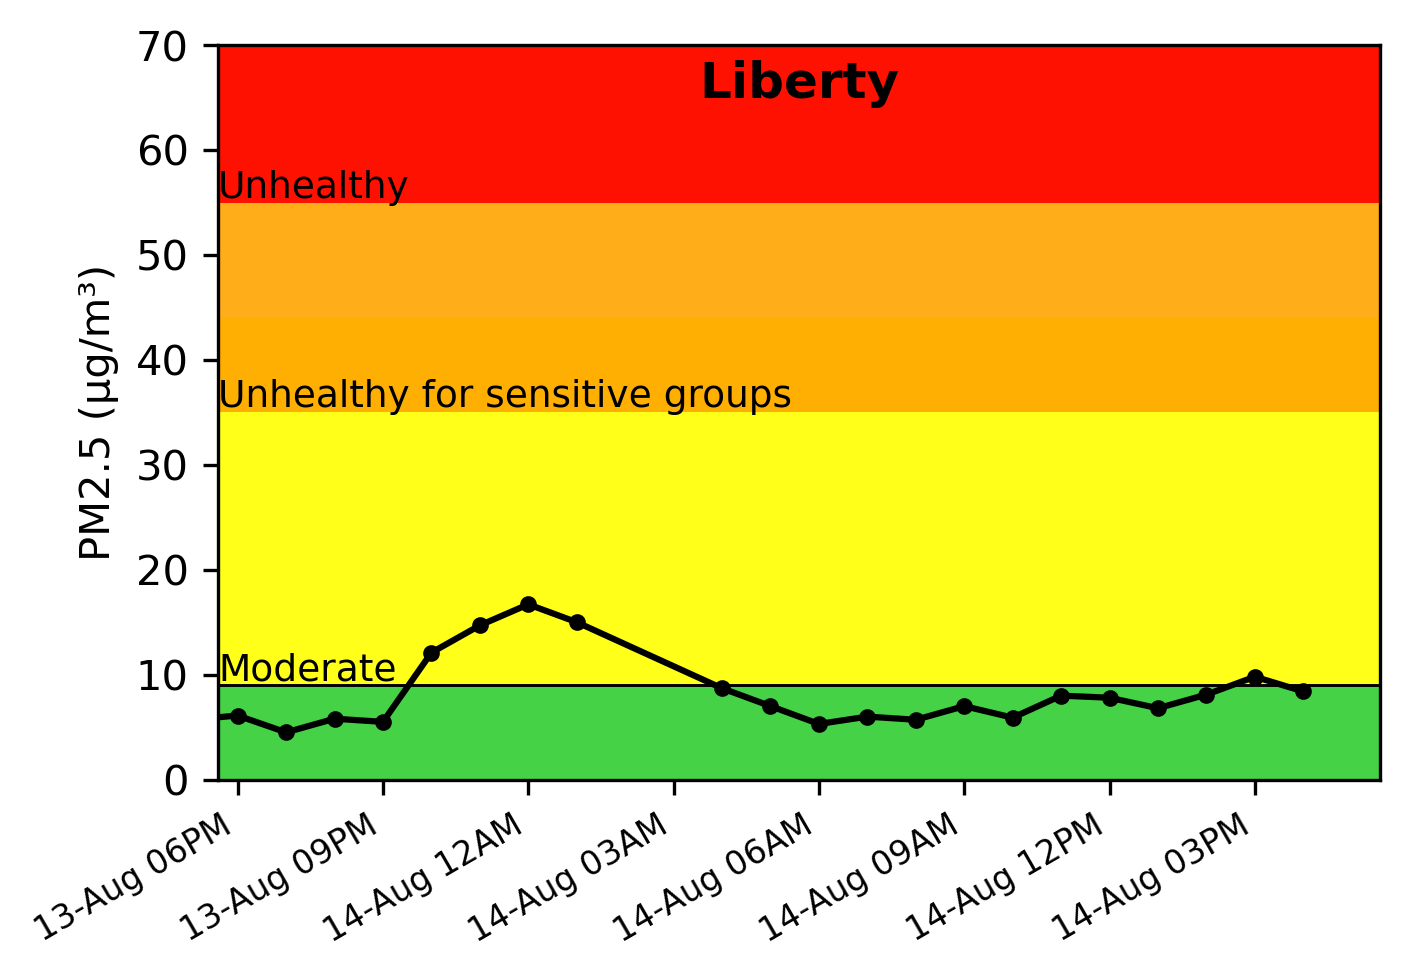 Liberty
70
60
50
40
30
20
10
0
PM2.5 (µg/m³)
Unhealthy
Unhealthy for sensitive groups
Moderate
13-Aug 06PM
13-Aug 09PM
14-Aug 12AM
14-Aug 03AM
14-Aug 06AM
14-Aug 09AM
14-Aug 12PM
14-Aug 03PM